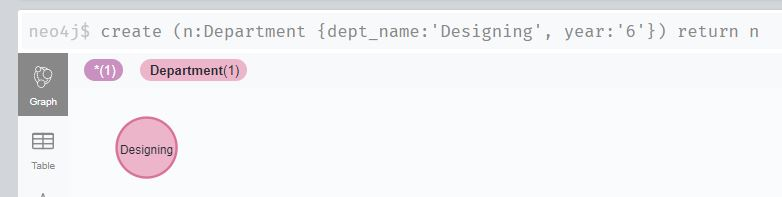 neo4j$ create (n:Department {dept_name:'Designing', year:'6'}) return n
*(1) Department(1)
Graph
Designing
Table